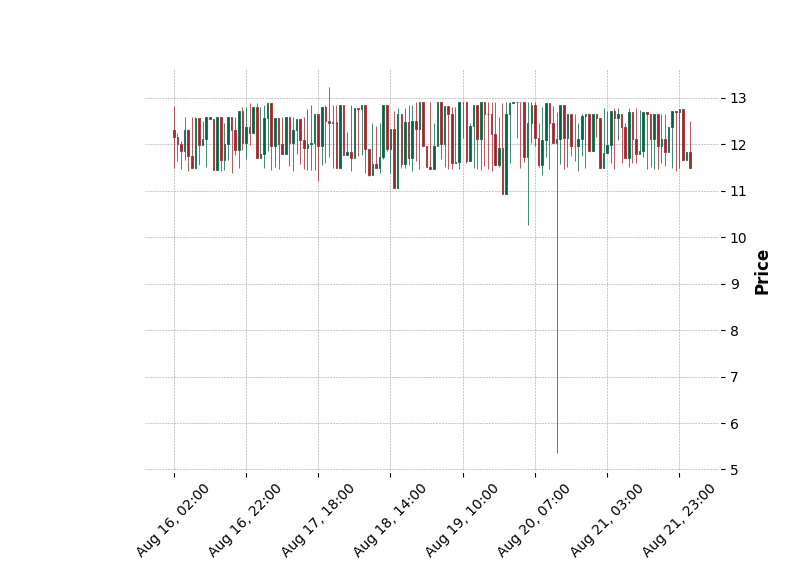 13
12
11
10
9
8
7
6
5
Price
Aug 16, 02:00
Aug 16, 22:00
Aug 17, 18:00
Aug 18, 14:00
Aug 19, 10:00
Aug 20, 07:00
Aug 21, 03:00
Aug 21, 23:00